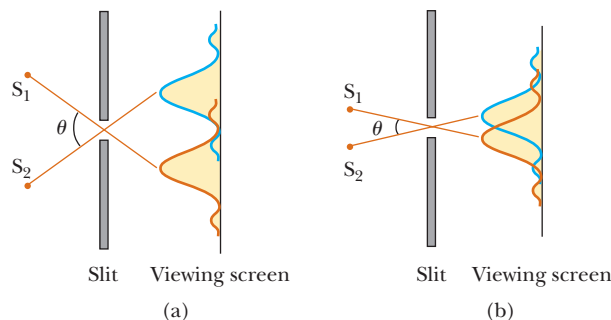 S1
θ
S2
Slit Viewing screen
(a)
S1
θ
S2
Slit Viewing screen
(b)